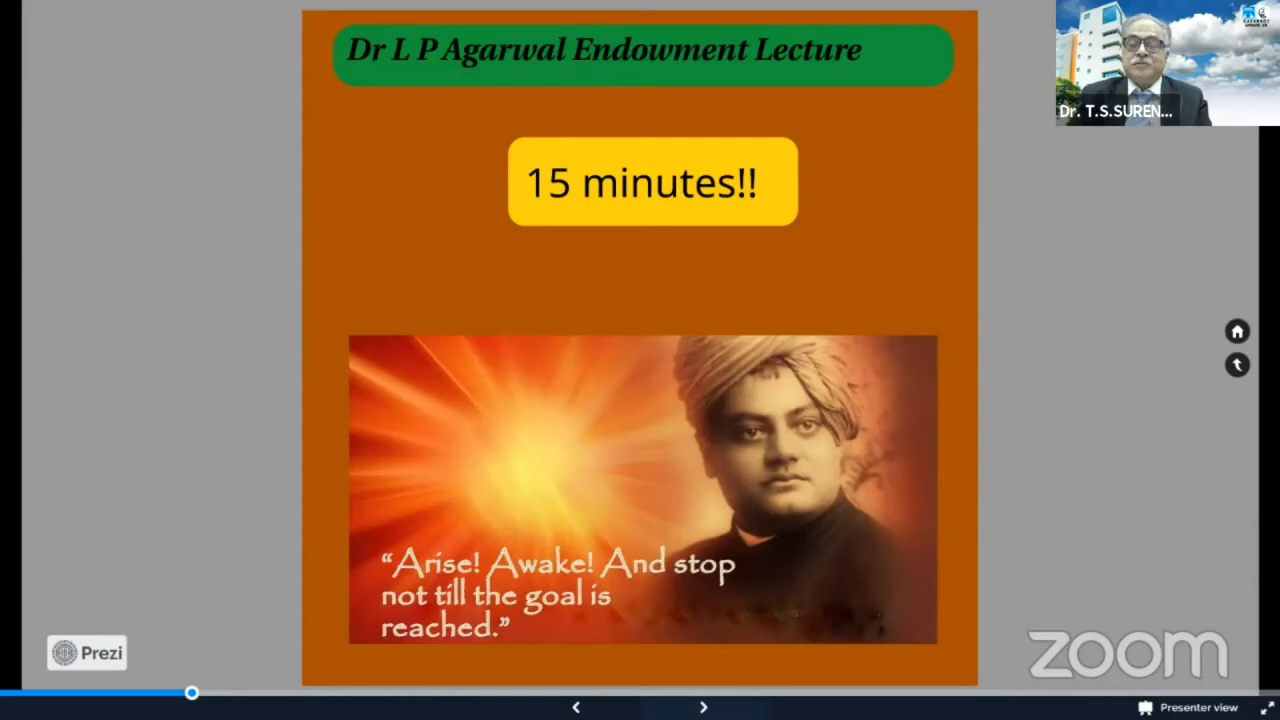 Dr L P Agarwal Endowment Lecture
15 minutes!!
“Arise! Awake! And stop
not till the goal is
reached.”
Dr. T.S.SUREN...
Prezi
zoom
Presenter view